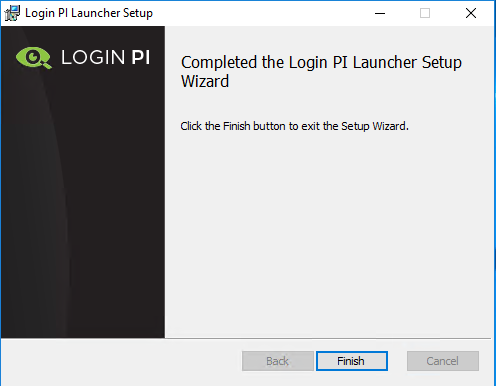 Login PI Launcher Setup
LOGIN PI
Completed the Login PI Launcher Setup
Wizard
Click the Finish button to exit the Setup Wizard.
Back
Finish
Cancel